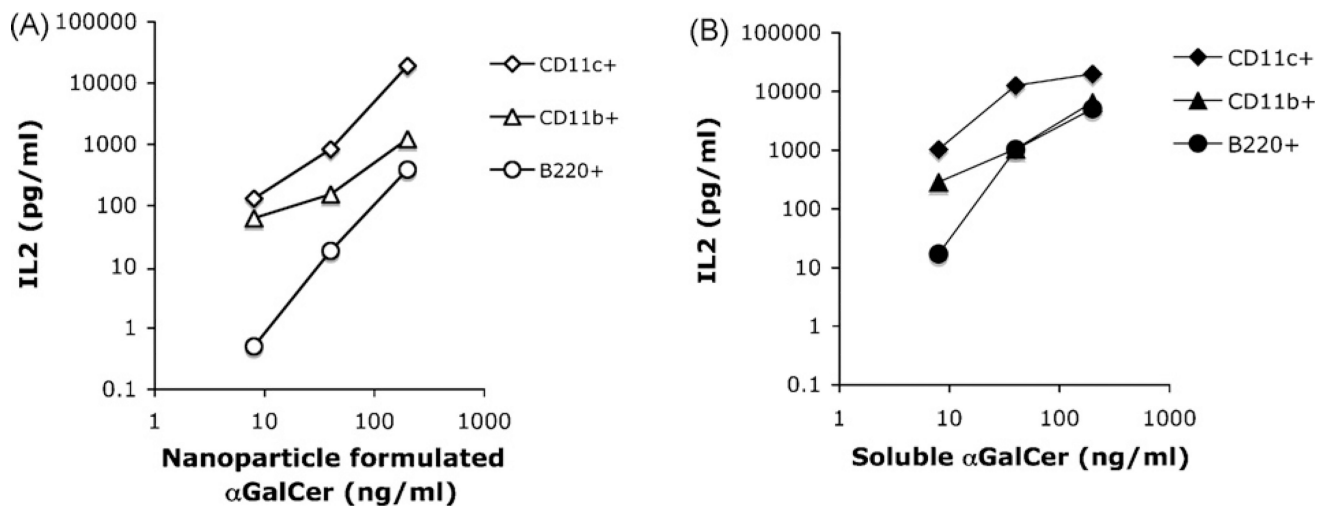 (A)
100000
10000
1000
100
10
1
0.1
IL2 (pg/ml)
1 10 100 1000
Nanoparticle formulated
αGalCer (ng/ml)
CD11c+
CD11b+
B220+
(B)
100000
10000
1000
100
10
1
0.1
IL2 (pg/ml)
1 10 100 1000
Soluble αGalCer (ng/ml)
CD11c+
CD11b+
B220+